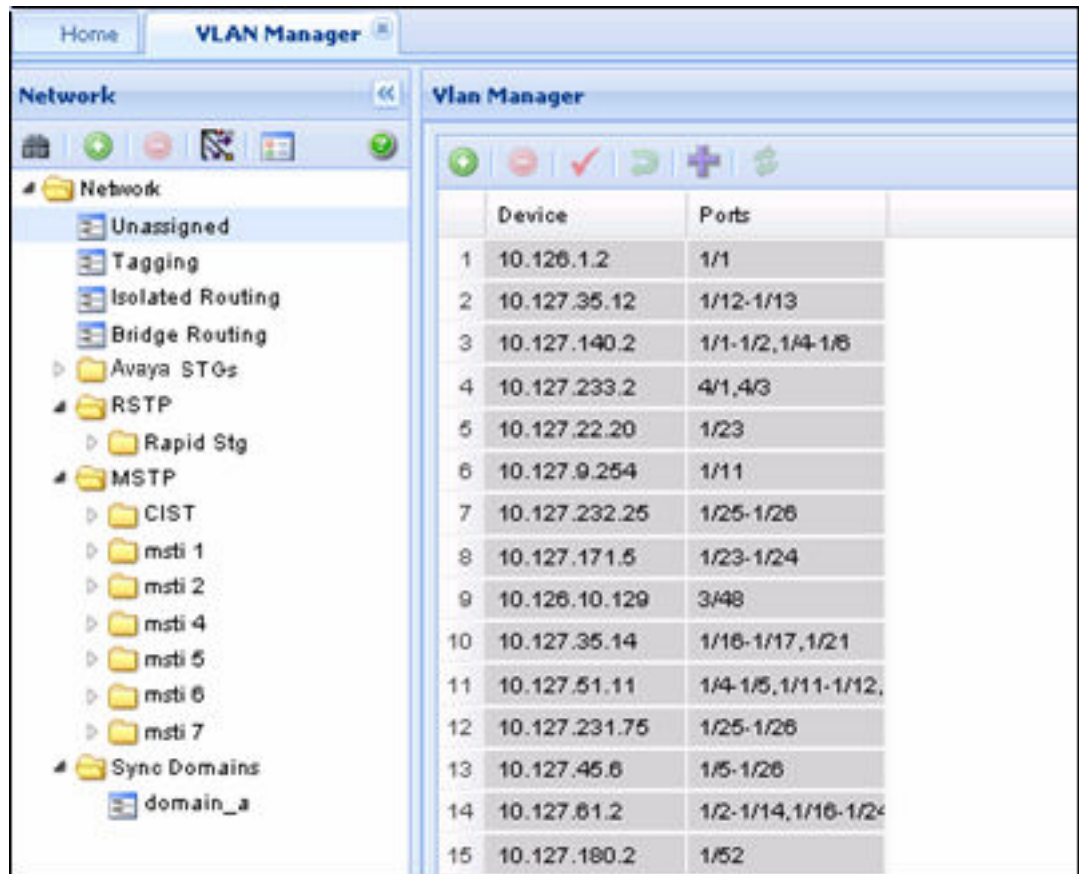 Home
VLAN Manager
Network
Vlan Manager
Network
Unassigned
Tagging
Isolated Routing
Bridge Routing
Avaya STGs
RSTP
Rapid Stg
MSTP
CIST
msti 1
msti 2
msti 4
msti 5
msti 6
msti 7
Sync Domains
domain_a
Device Ports
1 10.126.1.2 1/1
2 10.127.35.12 1/12-1/13
3 10.127.140.2 1/1-1/2,1/4-1/6
4 10.127.233.2 4/1,4/3
5 10.127.22.20 1/23
6 10.127.9.254 1/11
7 10.127.232.25 1/25-1/26
8 10.127.171.5 1/23-1/24
9 10.126.10.129 3/48
10 10.127.35.14 1/16-1/17,1/21
11 10.127.51.11 1/4-1/5,1/11-1/12,
12 10.127.231.75 1/25-1/26
13 10.127.45.6 1/5-1/26
14 10.127.61.2 1/2-1/14,1/16-1/24
15 10.127.180.2 1/52